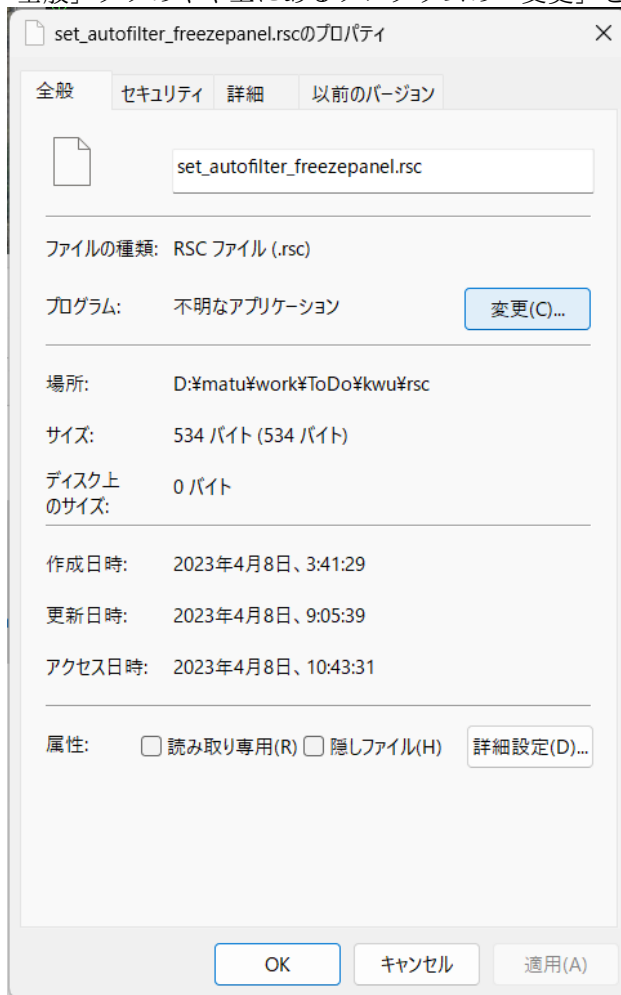 set_autofilter_freezepanel.rscのプロパティ
全般 セキュリティ 詳細 以前のバージョン
set_autofilter_freezepanel.rsc
ファイルの種類: RSC ファイル (.rsc)
プログラム: 不明なアプリケーション 変更(C)...
場所: D:¥matu¥work¥ToDo¥kwu¥rsc
サイズ: 534 バイト (534 バイト)
ディスク上
のサイズ: 0 バイト
作成日時: 2023年4月8日、3:41:29
更新日時: 2023年4月8日、9:05:39
アクセス日時: 2023年4月8日、10:43:31
属性: 読み取り専用(R) 隠しファイル(H) 詳細設定(D)...
OK キャンセル 適用(A)